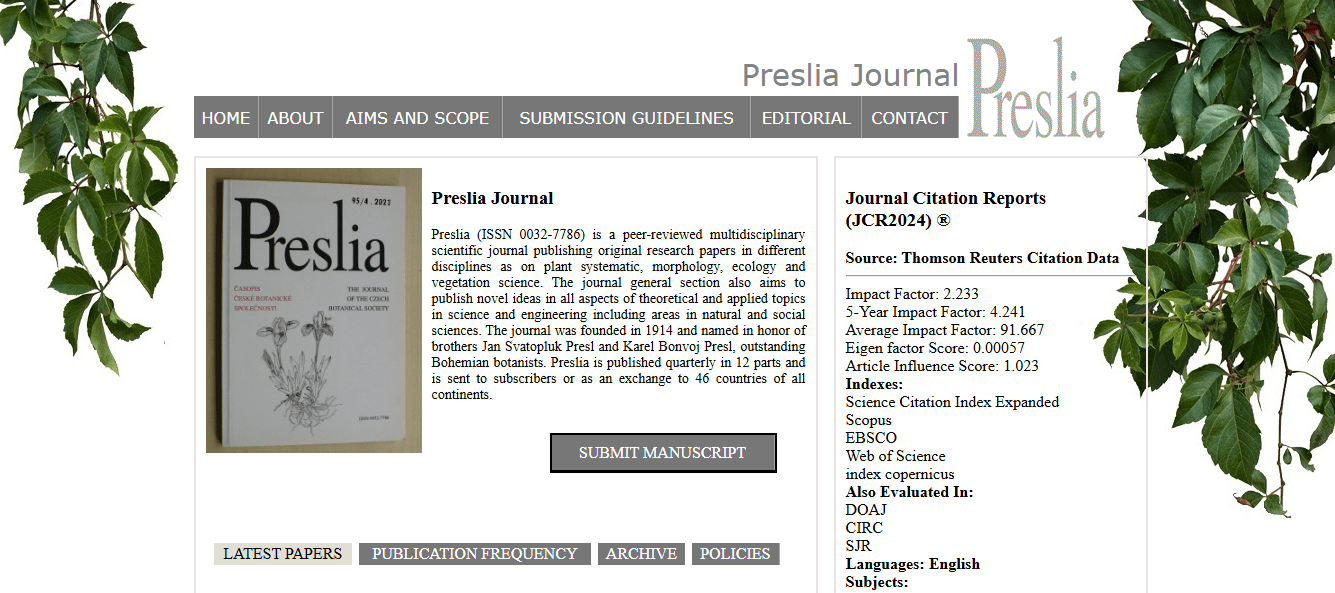 Preslia Journal
Preslia
HOME ABOUT AIMS AND SCOPE SUBMISSION GUIDELINES EDITORIAL CONTACT
95/4 . 2023
Preslia
ČASOPIS
ČESKÉ BOTANICKÉ
SPOLEČNOSTI
THE JOURNAL
OF THE CZECH
BOTANICAL SOCIETY
ISSN 0032-7786
Preslia Journal
Preslia (ISSN 0032-7786) is a peer-reviewed multidisciplinary
scientific journal publishing original research papers in different
disciplines as on plant systematic, morphology, ecology and
vegetation science. The journal general section also aims to
publish novel ideas in all aspects of theoretical and applied topics
in science and engineering including areas in natural and social
sciences. The journal was founded in 1914 and named in honor of
brothers Jan Svatopluk Presl and Karel Bonvoj Presl, outstanding
Bohemian botanists. Preslia is published quarterly in 12 parts and
is sent to subscribers or as an exchange to 46 countries of all
continents.
SUBMIT MANUSCRIPT
LATEST PAPERS PUBLICATION FREQUENCY ARCHIVE POLICIES
Journal Citation Reports
(JCR2024) ®
Source: Thomson Reuters Citation Data
Impact Factor: 2.233
5-Year Impact Factor: 4.241
Average Impact Factor: 91.667
Eigen factor Score: 0.00057
Article Influence Score: 1.023
Indexes:
Science Citation Index Expanded
Scopus
EBSCO
Web of Science
index copernicus
Also Evaluated In:
DOAJ
CIRC
SJR
Languages: English
Subjects: